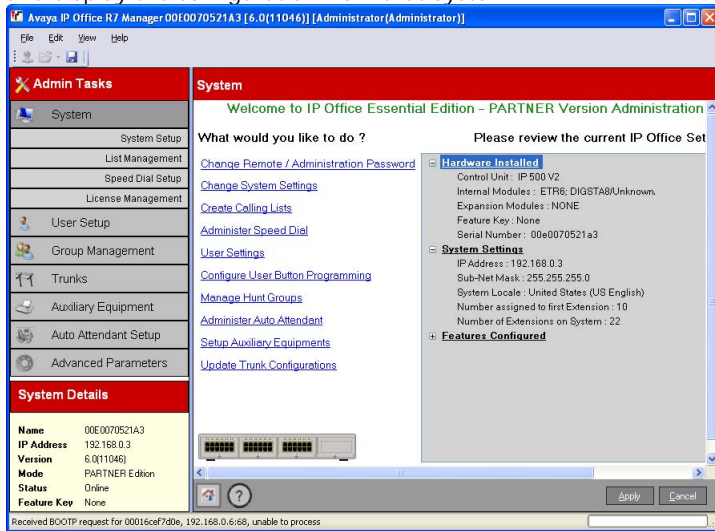 Avaya IP Office R7 Manager 00E0070521A3 [6.0(11046)] [Administrator(Administrator)]
File Edit View Help
Admin Tasks
System
System Setup
List Management
Speed Dial Setup
License Management
User Setup
Group Management
Trunks
Auxiliary Equipment
Auto Attendant Setup
Advanced Parameters
System Details
Name 00E0070521A3
IP Address 192.168.0.3
Version 6.0(11046)
Mode PARTNER Edition
Status Online
Feature Key None
System
Welcome to IP Office Essential Edition - PARTNER Version Administration
What would you like to do ?
Change Remote / Administration Password
Change System Settings
Create Calling Lists
Administer Speed Dial
User Settings
Configure User Button Programming
Manage Hunt Groups
Administer Auto Attendant
Setup Auxiliary Equipments
Update Trunk Configurations
Please review the current IP Office Set
Hardware Installed
Control Unit : IP 500 V2
Internal Modules : ETR6; DIGSTA8/Unknown.
Expansion Modules : NONE
Feature Key : None
Serial Number : 00e0070521a3
System Settings
IP Address : 192.168.0.3
Sub-Net Mask : 255.255.255.0
System Locale : United States (US English)
Number assigned to first Extension : 10
Number of Extensions on System : 22
Features Configured
Apply Cancel
Received BOOTP request for 00016cef7d0e, 192.168.0.6:68, unable to process